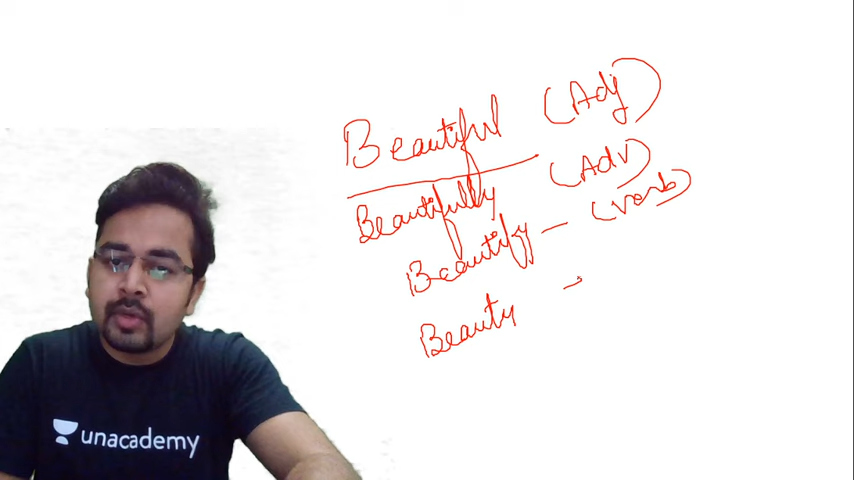 Beautiful (Adj)
Beautifully (Adv)
Beautify - (verb)
Beauty -
unacademy